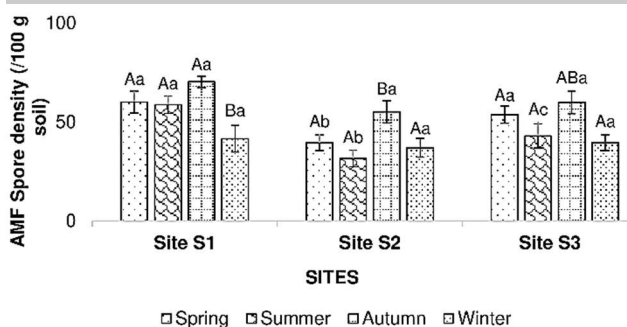 AMF Spore density (/100 g
soil)
100
50
0
Aa Aa Aa Ba
Ab Ab Ba Aa
Aa Ac ABa Aa
Site S1 Site S2 Site S3
SITES
Spring Summer Autumn Winter